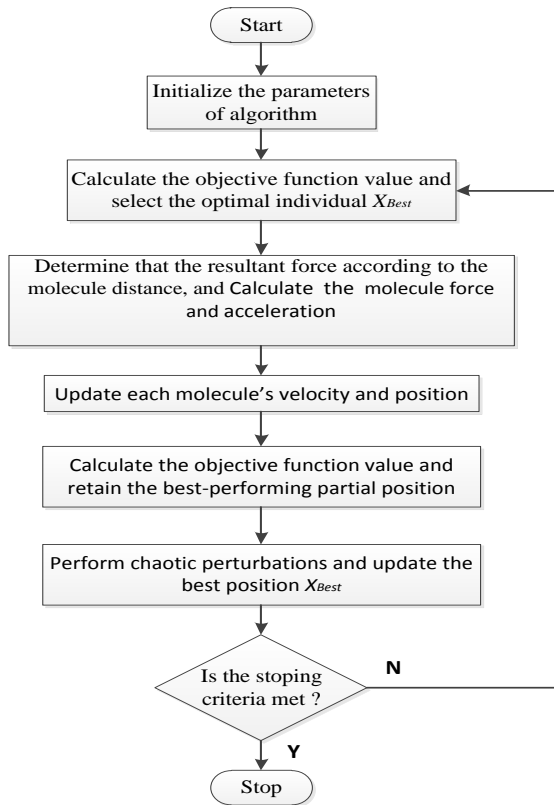 Start
Initialize the parameters
of algorithm
Calculate the objective function value and
select the optimal individual XBest
Determine that the resultant force according to the
molecule distance, and Calculate the molecule force
and acceleration
Update each molecule’s velocity and position
Calculate the objective function value and
retain the best-performing partial position
Perform chaotic perturbations and update the
best position XBest
Is the stoping
criteria met ?
N
Y
Stop